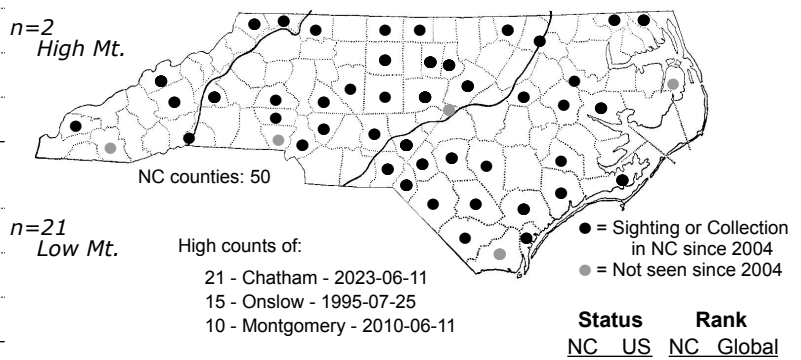 n=2
High Mt.
NC counties: 50
n=21
Low Mt.
High counts of:
21 - Chatham - 2023-06-11
15 - Onslow - 1995-07-25
10 - Montgomery - 2010-06-11
● = Sighting or Collection
in NC since 2004
● = Not seen since 2004
Status Rank
NC US NC Global